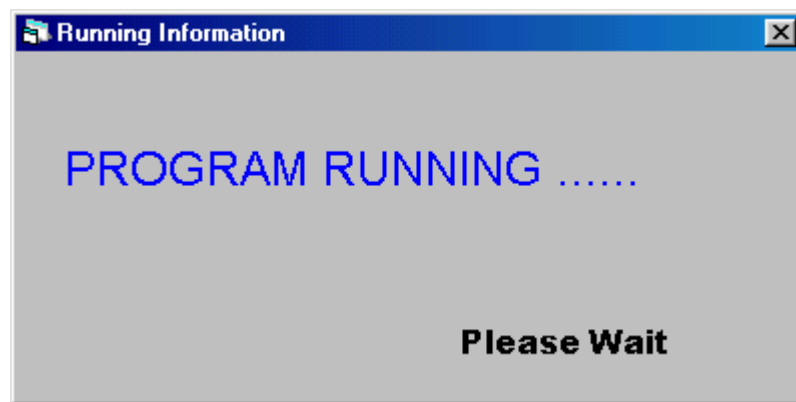 Running Information
PROGRAM RUNNING ......
Please Wait